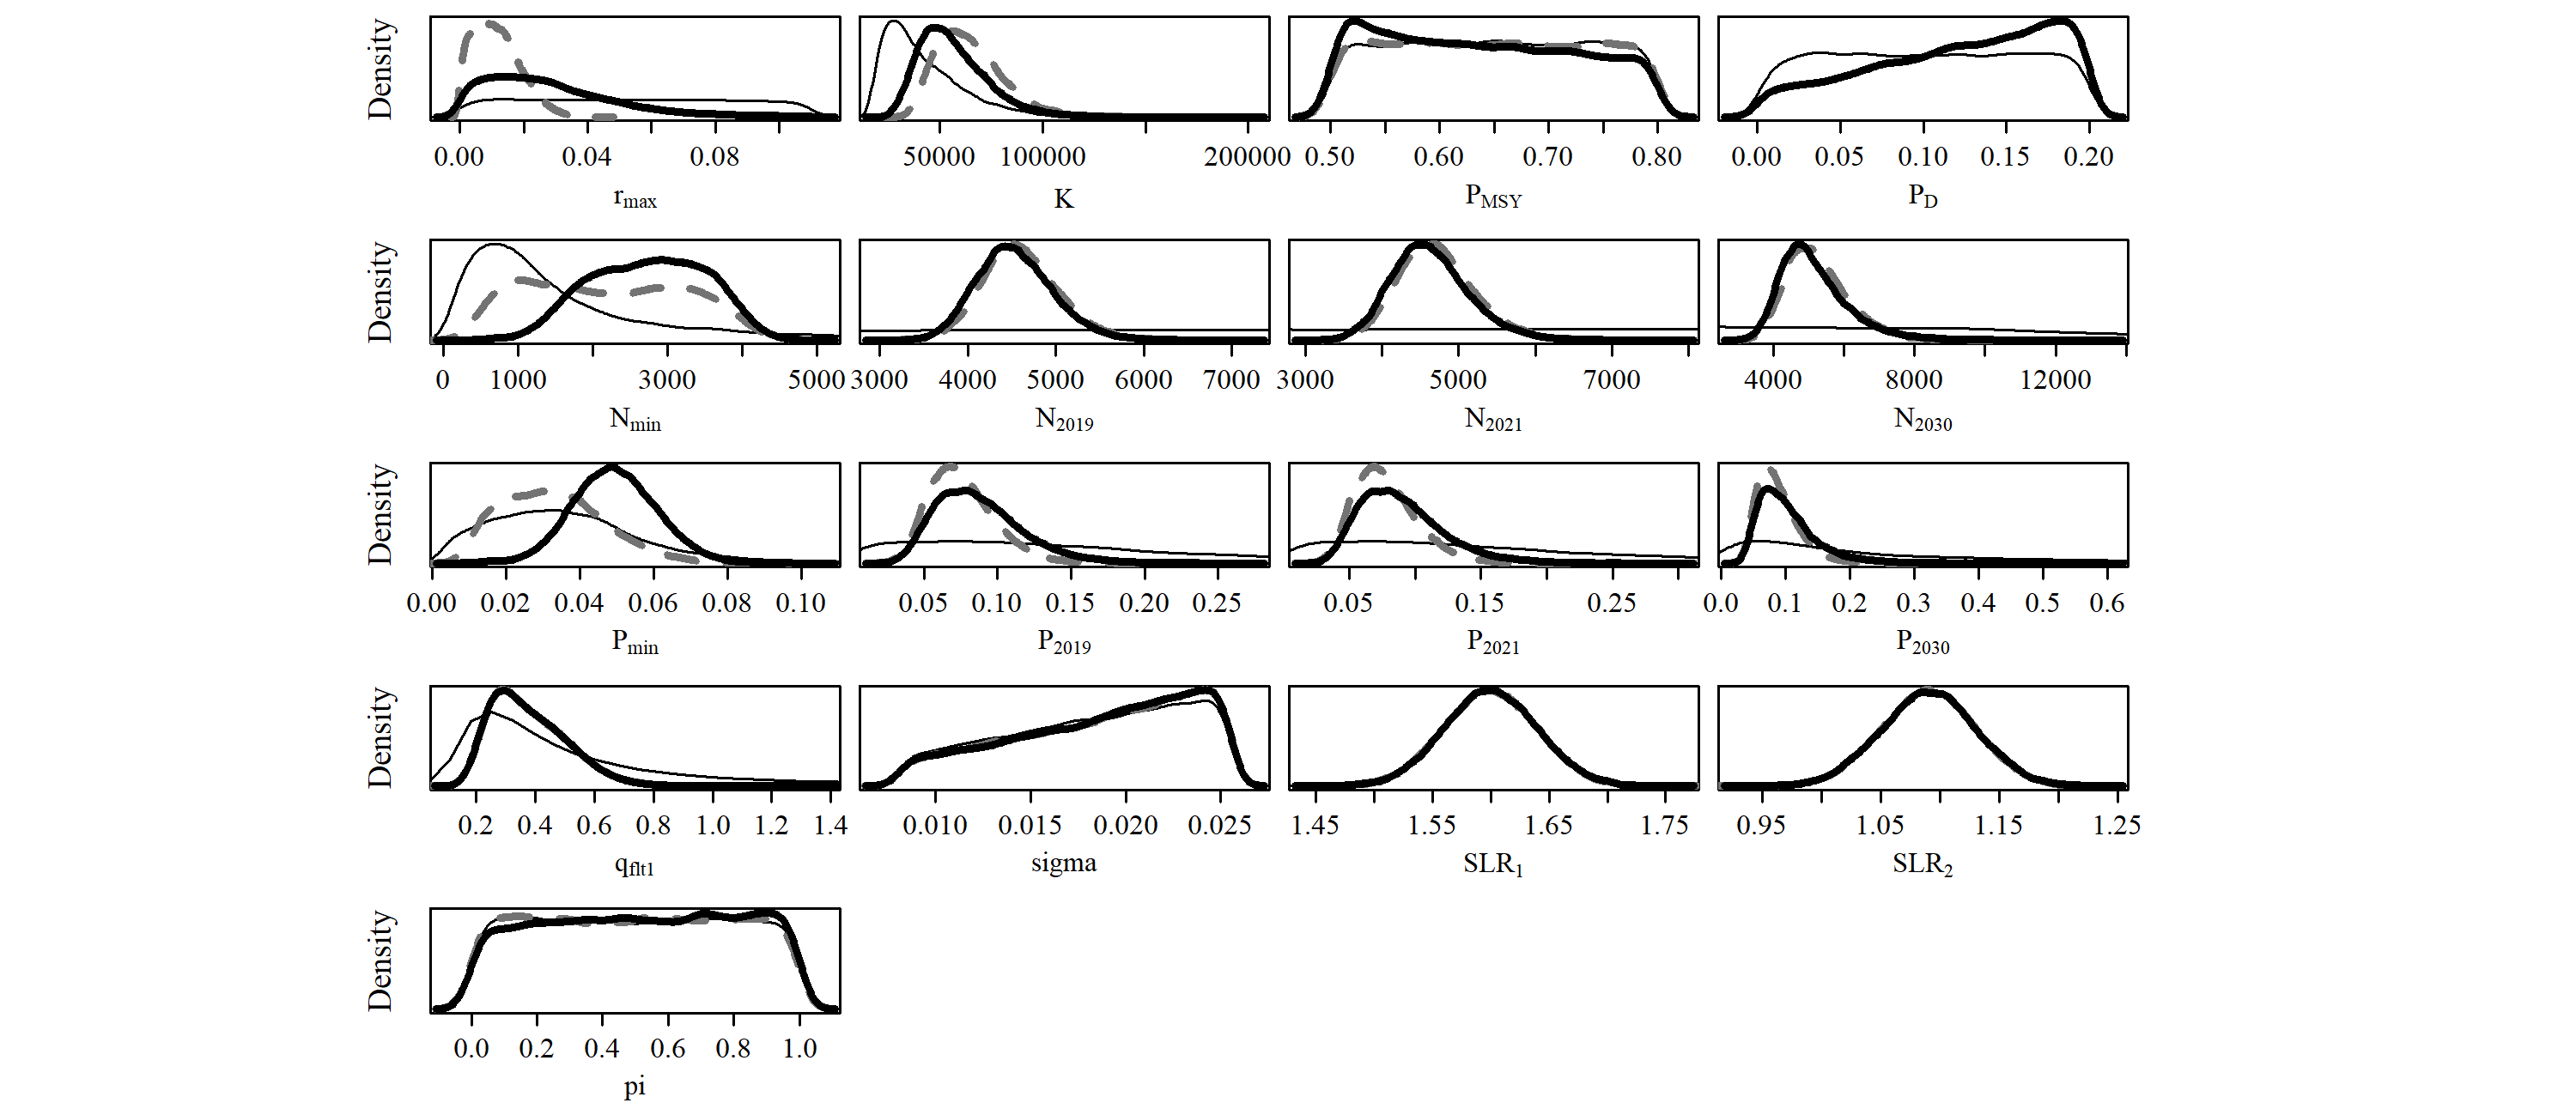 Density
0.00 0.04 0.08
r_max
50000 100000 200000
K
0.50 0.60 0.70 0.80
P_MSY
0.00 0.05 0.10 0.15 0.20
P_D
Density
0 1000 3000 5000
N_min
3000 4000 5000 6000 7000
N_2019
3000 5000 7000
N_2021
4000 8000 12000
N_2030
Density
0.00 0.02 0.04 0.06 0.08 0.10
P_min
0.05 0.10 0.15 0.20 0.25
P_2019
0.05 0.15 0.25
P_2021
0.0 0.1 0.2 0.3 0.4 0.5 0.6
P_2030
Density
0.2 0.4 0.6 0.8 1.0 1.2 1.4
q_flt1
0.010 0.015 0.020 0.025
sigma
1.45 1.55 1.65 1.75
SLR_1
0.95 1.05 1.15 1.25
SLR_2
Density
0.0 0.2 0.4 0.6 0.8 1.0
pi